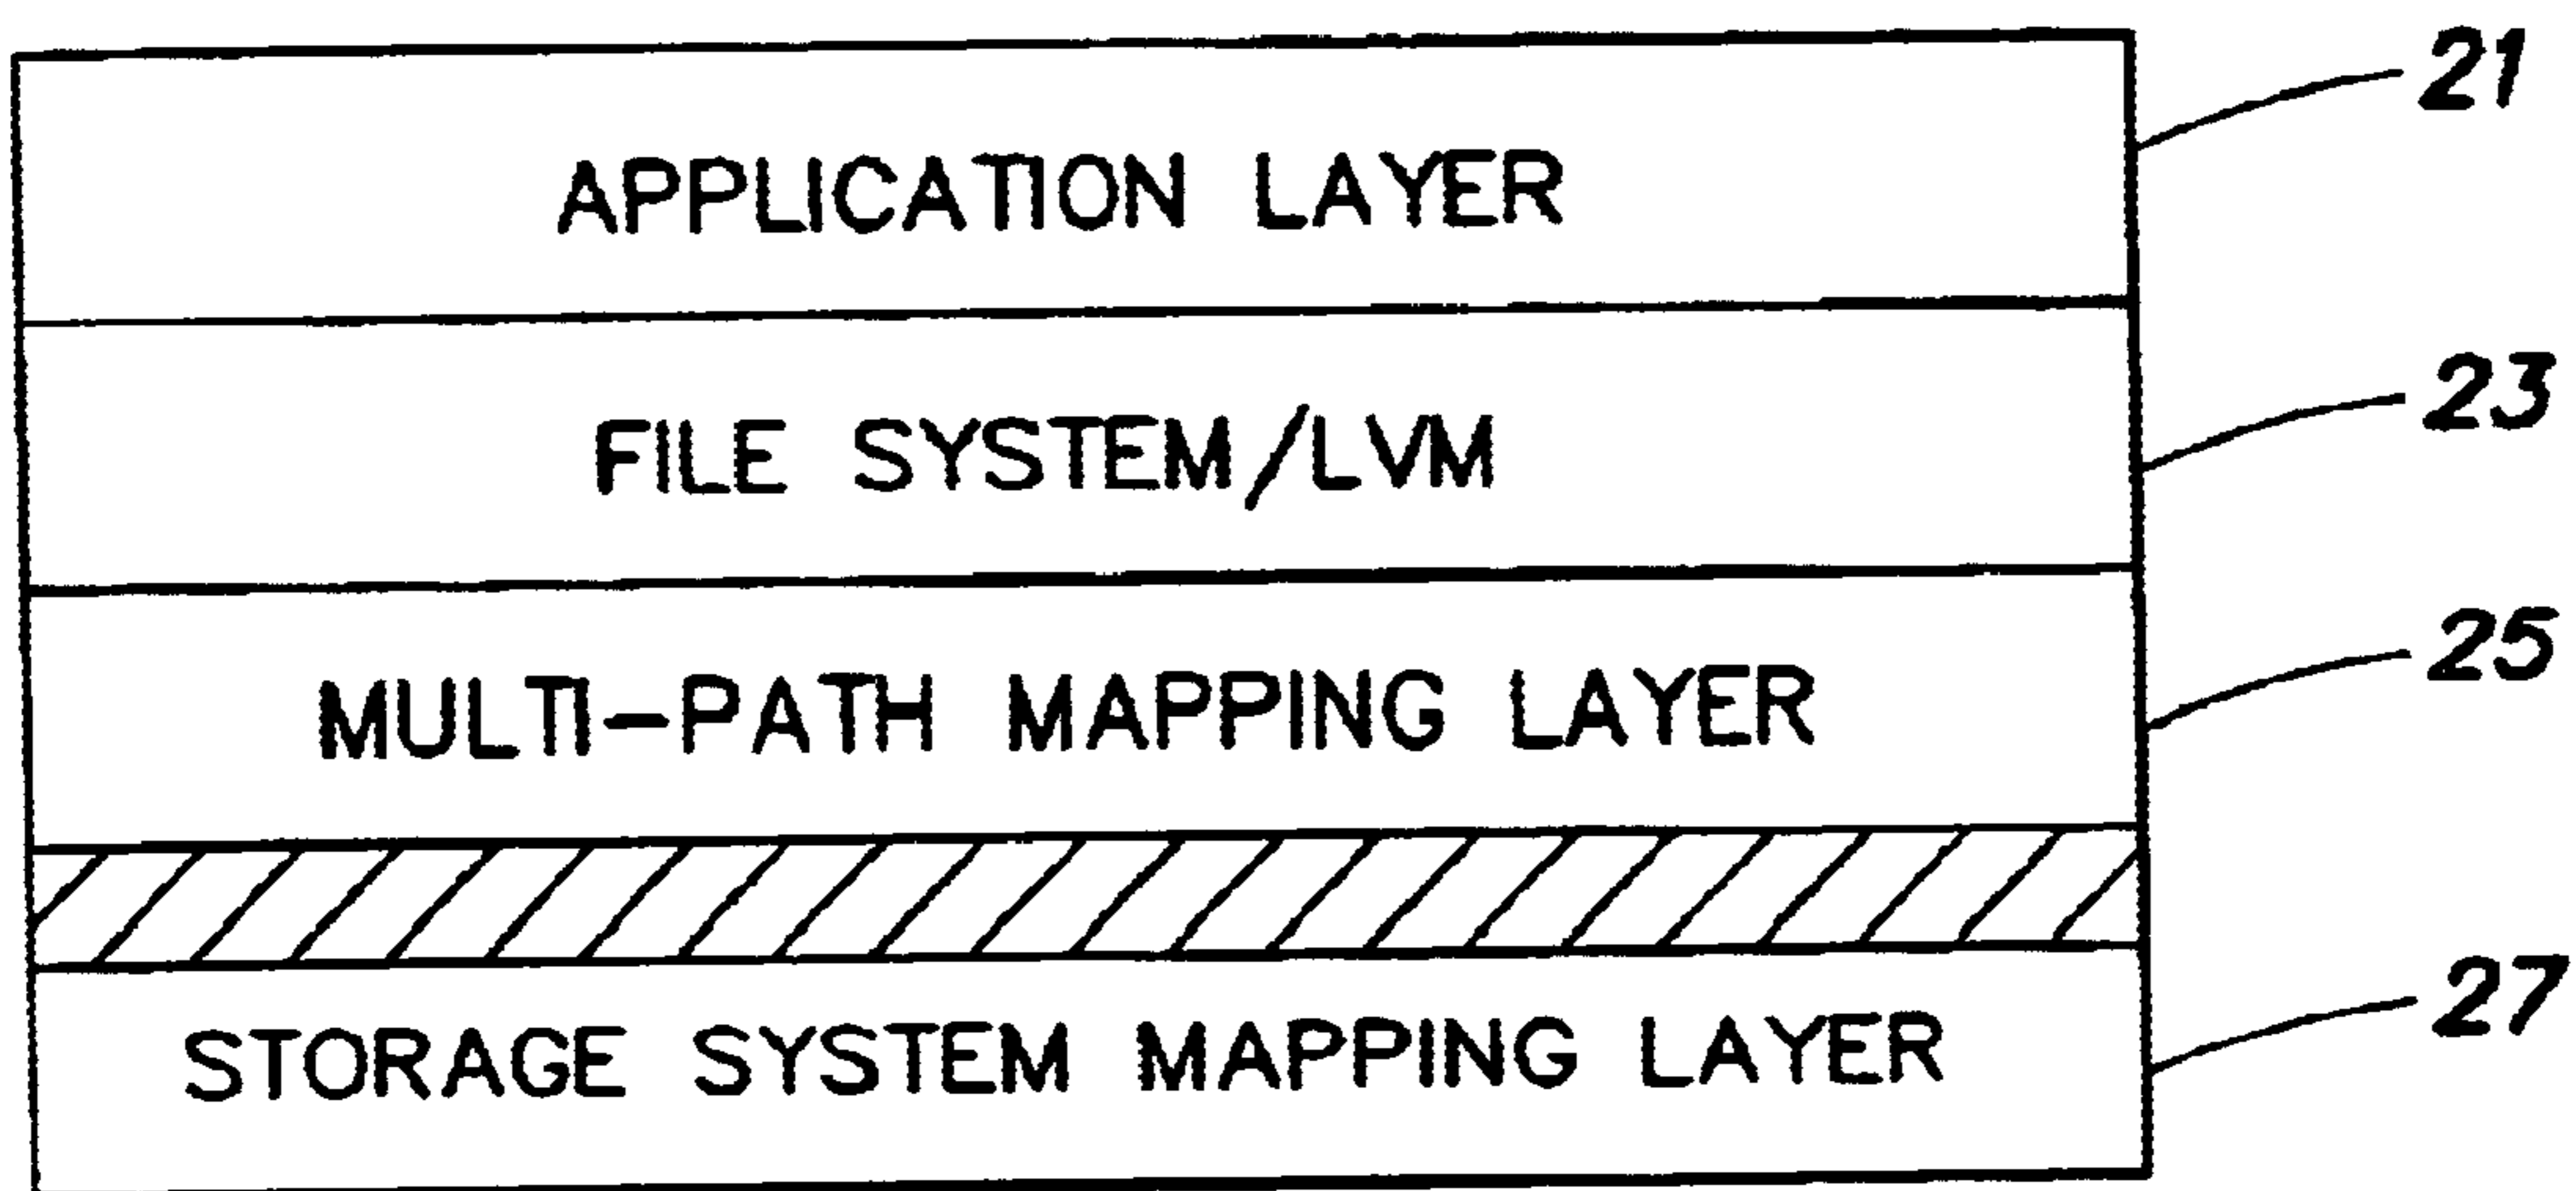 APPLICATION LAYER 21
FILE SYSTEM/LVM 23
MULTI-PATH MAPPING LAYER 25
STORAGE SYSTEM MAPPING LAYER 27